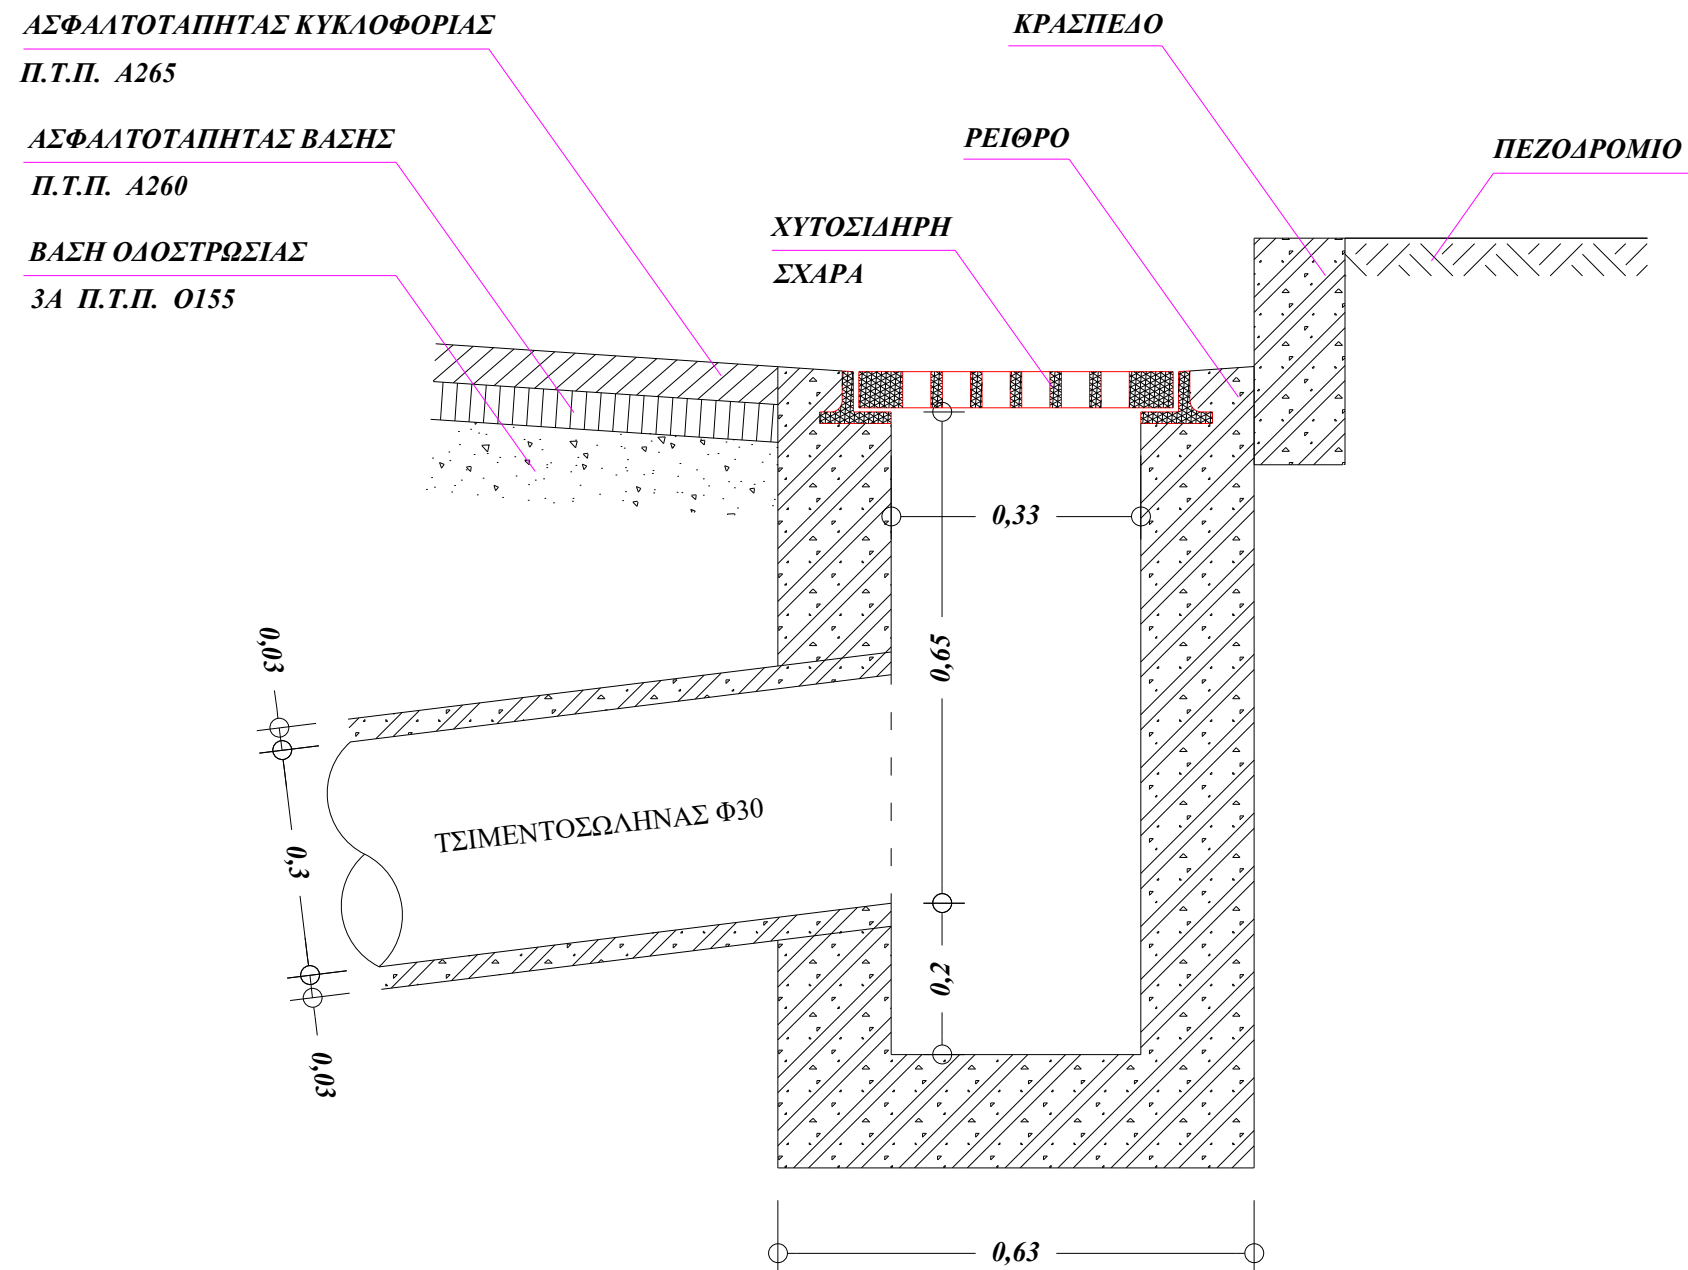 ΑΣΦΑΛΤΟΤΑΠΗΤΑΣ ΚΥΚΛΟΦΟΡΙΑΣ
Π.Τ.Π. Α265
ΑΣΦΑΛΤΟΤΑΠΗΤΑΣ ΒΑΣΗΣ
Π.Τ.Π. Α260
ΒΑΣΗ ΟΔΟΣΤΡΩΣΙΑΣ
3Α Π.Τ.Π. Ο155
ΚΡΑΣΠΕΔΟ
ΡΕΙΘΡΟ
ΠΕΖΟΔΡΟΜΙΟ
ΧΥΤΟΣΙΔΗΡΗ
ΣΧΑΡΑ
0,33
0,65
0,03
0,3
0,03
ΤΣΙΜΕΝΤΟΣΩΛΗΝΑΣ Φ30
0,2
0,63